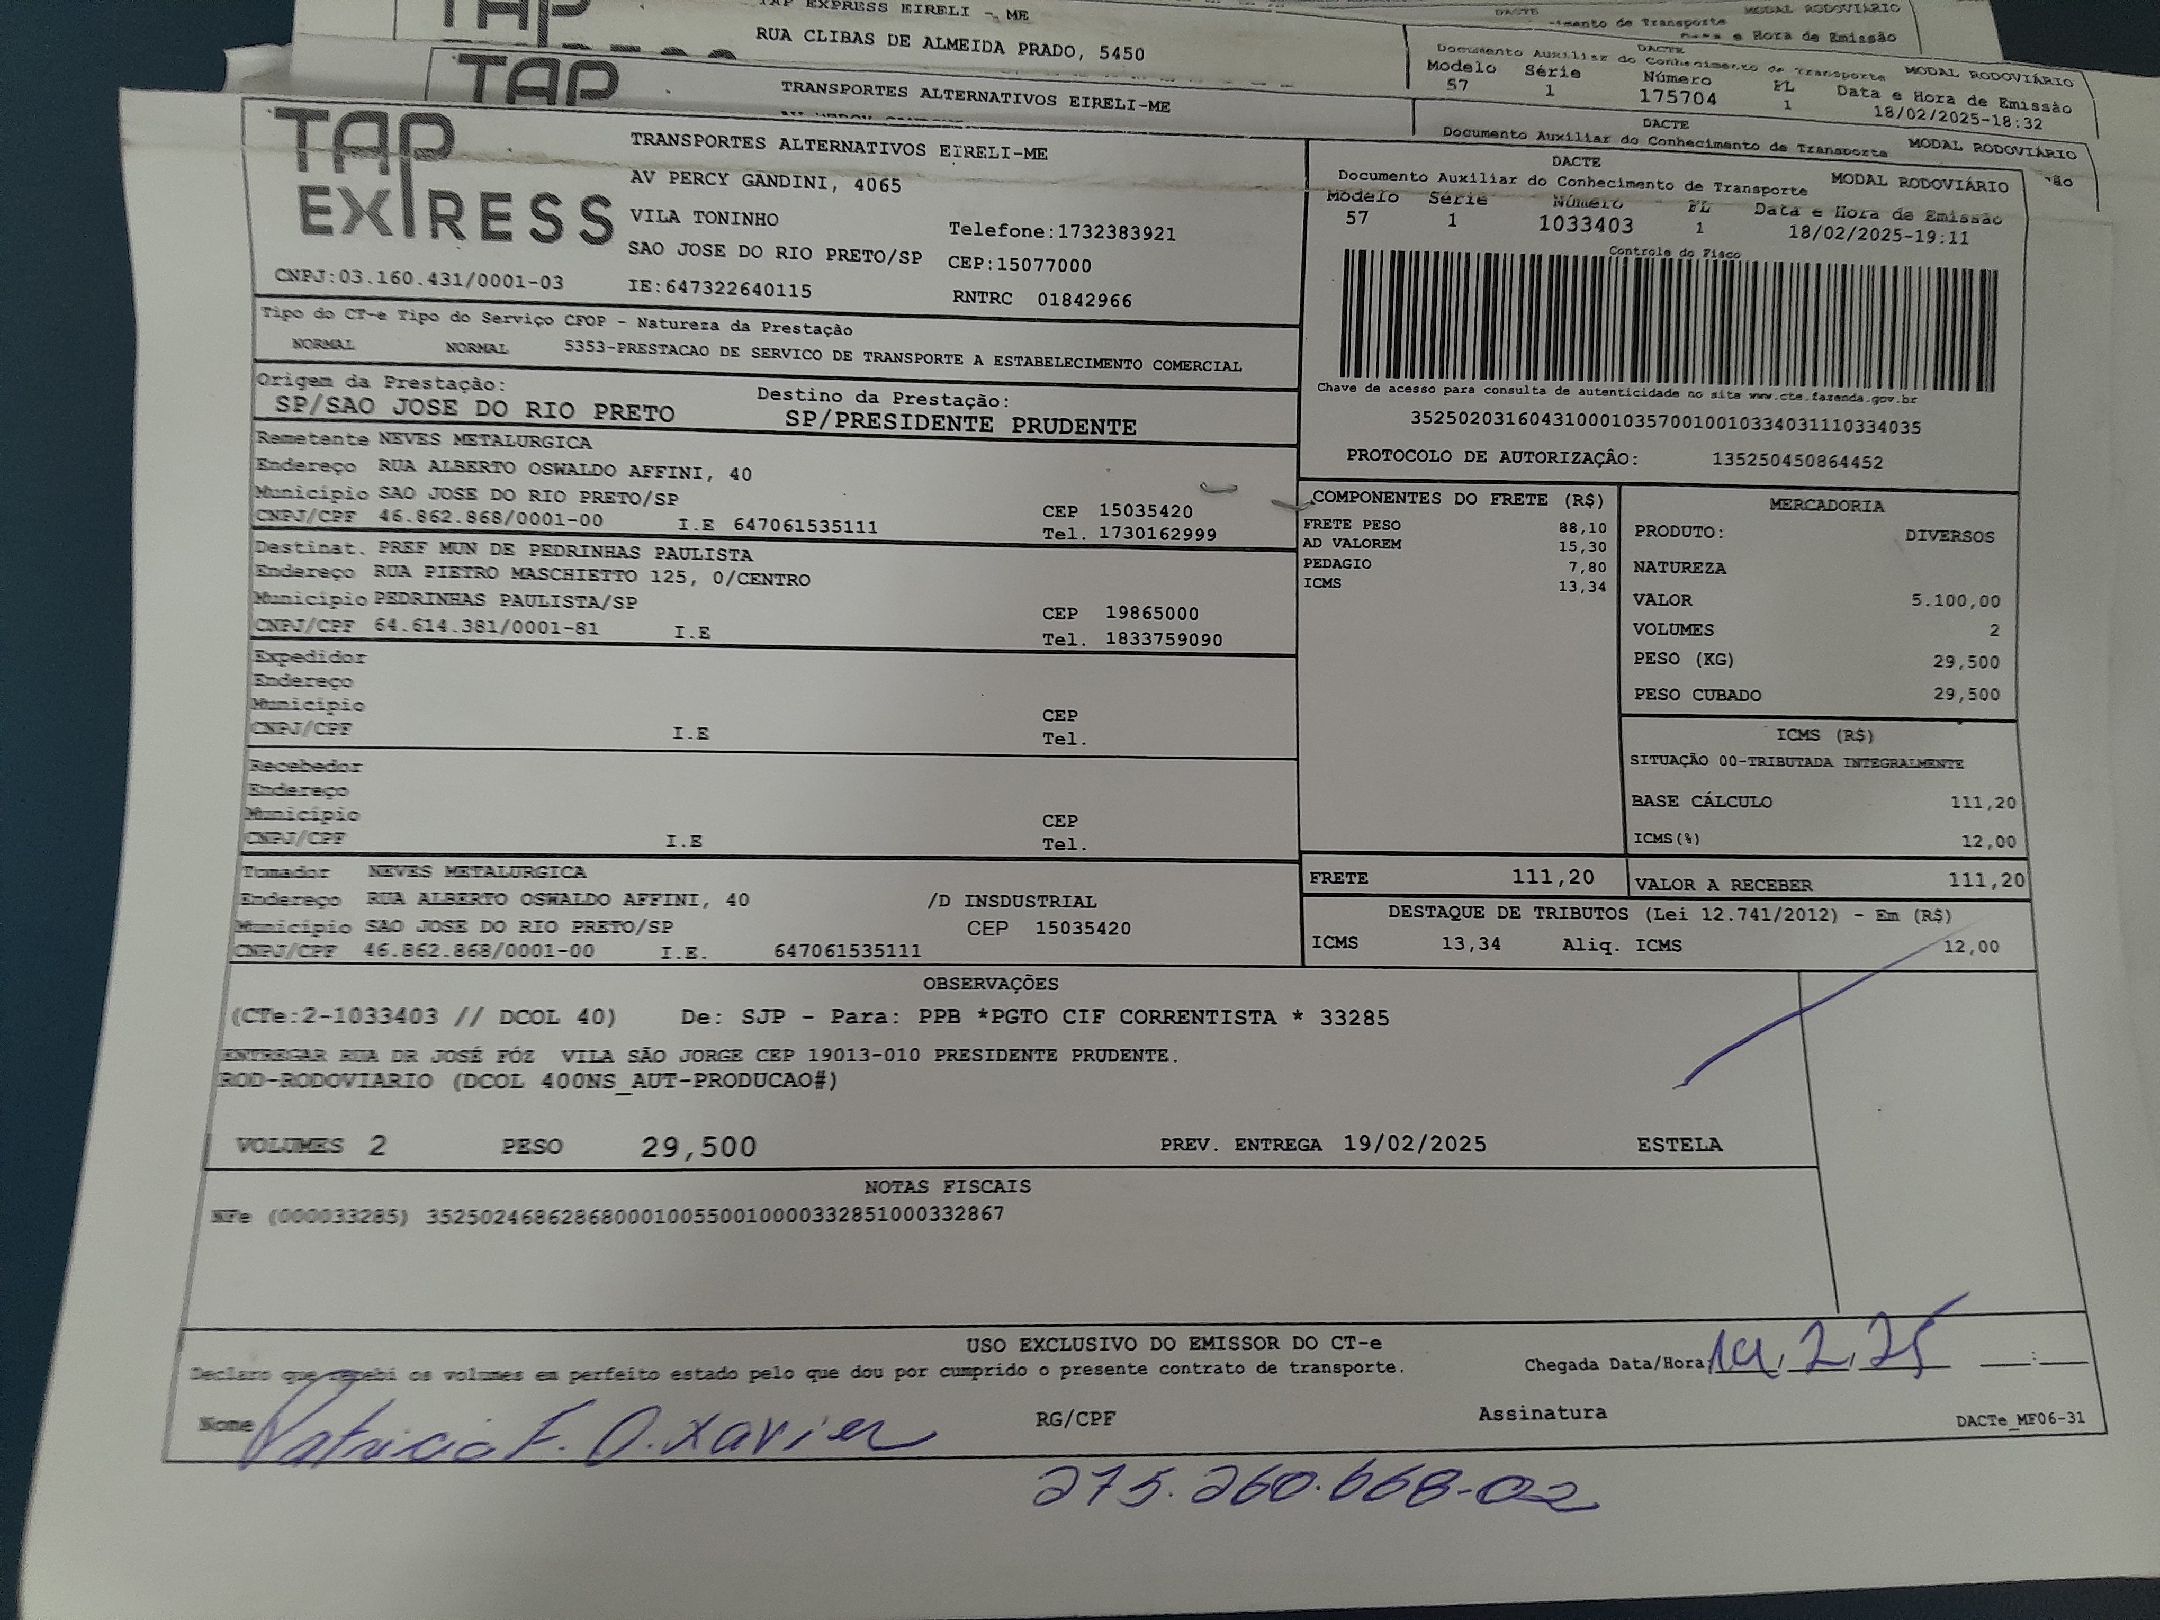 TAP EXPRESS EIRELI - ME
RUA CLIBAS DE ALMEIDA PRADO, 5450
DACTE
MODAL RODOVIÁRIO
de Transporte
e Hora de Emissão
TAP
TRANSPORTES ALTERNATIVOS EIRELI-ME
DACTE
Documento Auxiliar do Conhecimento de Transporte MODAL RODOVIÁRIO
Modelo Série Número FL Data e Hora de Emissão
57 1 175704 1 18/02/2025-18:32
DACTE
Documento Auxiliar do Conhecimento de Transporte MODAL RODOVIÁRIO
TAP EXPRESS
TRANSPORTES ALTERNATIVOS EIRELI-ME
AV PERCY GANDINI, 4065
VILA TONINHO Telefone:1732383921
SAO JOSE DO RIO PRETO/SP CEP:15077000
CNPJ:03.160.431/0001-03 IE:647322640115 RNTRC 01842966
DACTE
Documento Auxiliar do Conhecimento de Transporte MODAL RODOVIÁRIO
Modelo Série Número FL Data e Hora de Emissão
57 1 1033403 1 18/02/2025-19:11
Controle do Fisco
Chave de acesso para consulta de autenticidade no site www.cte.fazenda.gov.br
35250203160431000103570010010334031110334035
PROTOCOLO DE AUTORIZAÇÂO: 135250450864452
Tipo do CT-e Tipo do Serviço CFOP - Natureza da Prestação
NORMAL NORMAL 5353-PRESTACAO DE SERVICO DE TRANSPORTE A ESTABELECIMENTO COMERCIAL
Origem da Prestação: Destino da Prestação:
SP/SAO JOSE DO RIO PRETO SP/PRESIDENTE PRUDENTE
Remetente NEVES METALURGICA
Endereço RUA ALBERTO OSWALDO AFFINI, 40
Município SAO JOSE DO RIO PRETO/SP CEP 15035420
CNPJ/CPF 46.862.868/0001-00 I.E 647061535111 Tel. 1730162999
Destinat. PREF MUN DE PEDRINHAS PAULISTA
Endereço RUA PIETRO MASCHIETTO 125, 0/CENTRO
Município PEDRINHAS PAULISTA/SP CEP 19865000
CNPJ/CPF 64.614.381/0001-81 I.E Tel. 1833759090
Expedidor
Endereço
Município CEP
CNPJ/CPF I.E Tel.
Recebedor
Endereço
Município CEP
CNPJ/CPF I.E Tel.
Tomador NEVES METALURGICA
Endereço RUA ALBERTO OSWALDO AFFINI, 40 /D INSDUSTRIAL
Município SAO JOSE DO RIO PRETO/SP CEP 15035420
CNPJ/CPF 46.862.868/0001-00 I.E. 647061535111
COMPONENTES DO FRETE (R$)
FRETE PESO 88,10
AD VALOREM 15,30
PEDAGIO 7,80
ICMS 13,34
FRETE 111,20
MERCADORIA
PRODUTO: DIVERSOS
NATUREZA
VALOR 5.100,00
VOLUMES 2
PESO (KG) 29,500
PESO CUBADO 29,500
ICMS (R$)
SITUAÇÃO 00-TRIBUTADA INTEGRALMENTE
BASE CÁLCULO 111,20
ICMS(%) 12,00
VALOR A RECEBER 111,20
DESTAQUE DE TRIBUTOS (Lei 12.741/2012) - Em (R$)
ICMS 13,34 Aliq. ICMS 12,00
OBSERVAÇÕES
(CTe:2-1033403 // DCOL 40) De: SJP - Para: PPB *PGTO CIF CORRENTISTA * 33285
ENTREGAR RUA DR JOSÉ FÓZ VILA SÃO JORGE CEP 19013-010 PRESIDENTE PRUDENTE.
ROD-RODOVIARIO (DCOL 400NS_AUT-PRODUCAO#)
VOLUMES 2 PESO 29,500 PREV. ENTREGA 19/02/2025 ESTELA
NOTAS FISCAIS
NFe (000033285) 35250246862868000100550010000332851000332867
USO EXCLUSIVO DO EMISSOR DO CT-e
Declaro que recebi os volumes em perfeito estado pelo que dou por cumprido o presente contrato de transporte. Chegada Data/Hora 19, 2, 25 __:__
Nome Patricia F. O. Xavier RG/CPF Assinatura DACTe_MF06-31
275.260.668-02